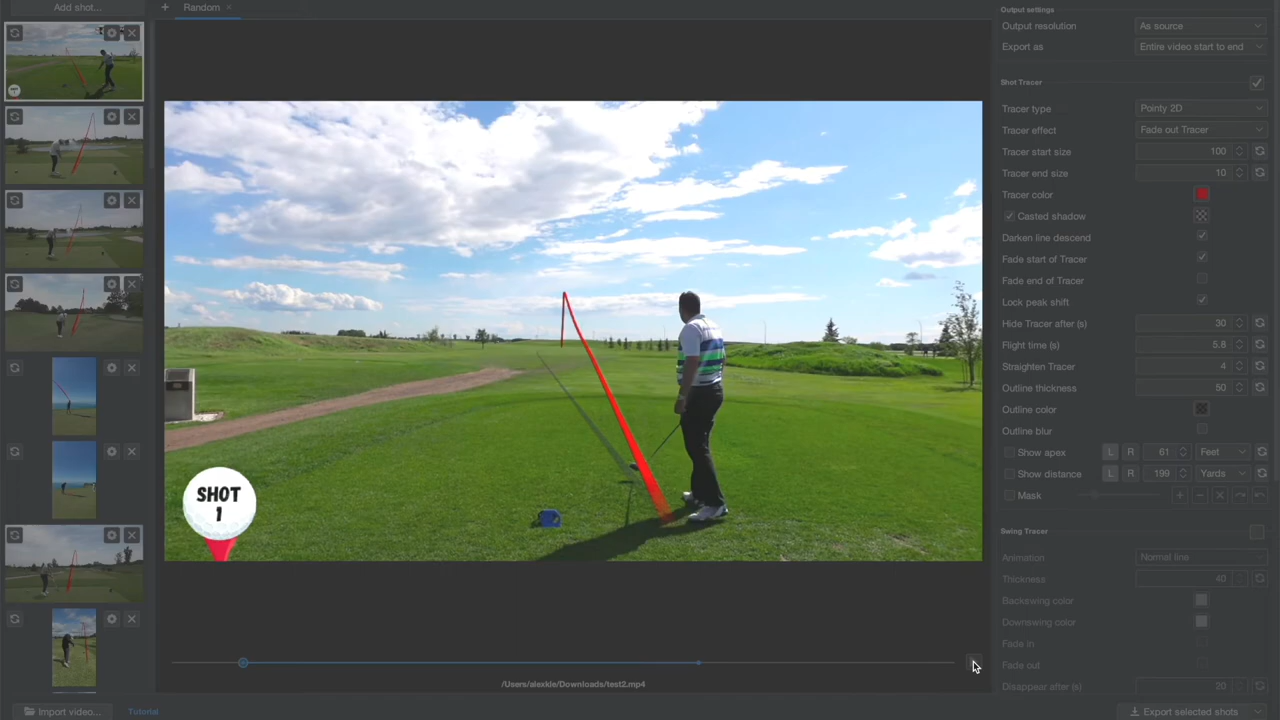 Add shot...
+ Random ×
SHOT
1
/Users/alexkle/Downloads/test2.mp4
Import video...
Tutorial
Output settings
Output resolution As source
Export as Entire video start to end
Shot Tracer
Tracer type Pointy 2D
Tracer effect Fade out Tracer
Tracer start size 100
Tracer end size 10
Tracer color
Casted shadow
Darken line descend
Fade start of Tracer
Fade end of Tracer
Lock peak shift
Hide Tracer after (s) 30
Flight time (s) 5.8
Straighten Tracer 4
Outline thickness 50
Outline color
Outline blur
Show apex L R 61 Feet
Show distance L R 199 Yards
Mask
Swing Tracer
Animation Normal line
Thickness 40
Backswing color
Downswing color
Fade in
Fade out
Disappear after (s) 20
Export selected shots